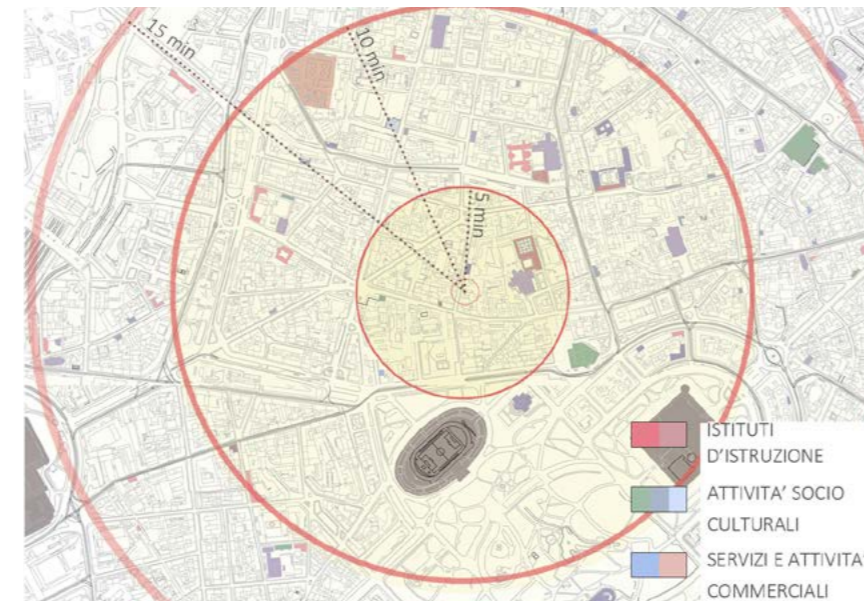 15 min
10 min
5 min
ISTITUTI
D'ISTRUZIONE
ATTIVITA' SOCIO
CULTURALI
SERVIZI E ATTIVITA'
COMMERCIALI